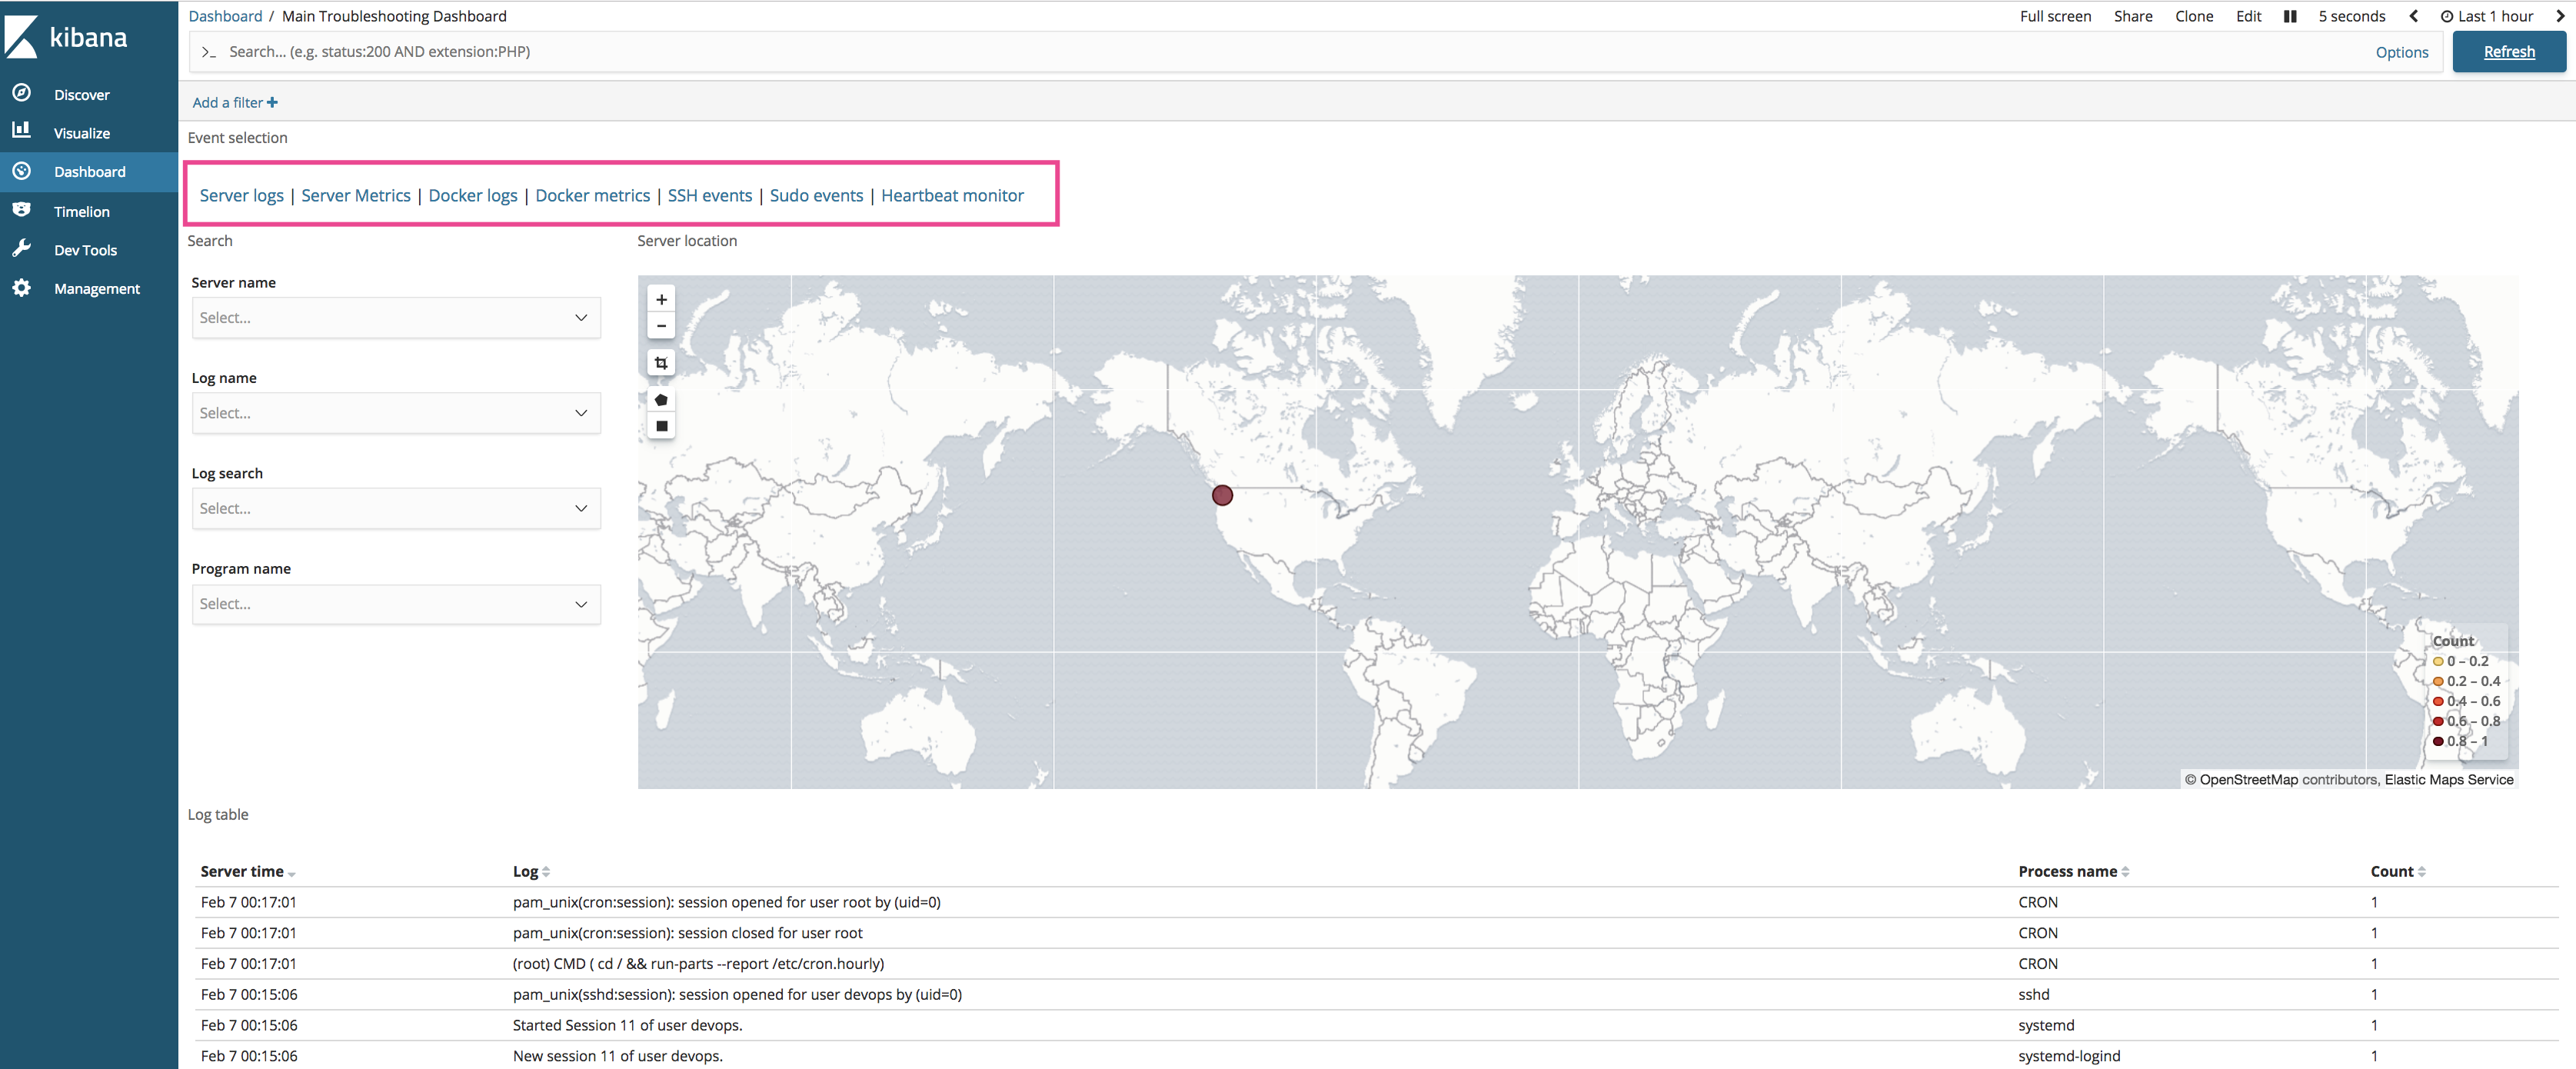 kibana
Discover
Visualize
Dashboard
Timelion
Dev Tools
Management
Dashboard / Main Troubleshooting Dashboard
Full screen Share Clone Edit 5 seconds Last 1 hour
>_ Search... (e.g. status:200 AND extension:PHP) Options Refresh
Add a filter +
Event selection
Server logs | Server Metrics | Docker logs | Docker metrics | SSH events | Sudo events | Heartbeat monitor
Search
Server name
Select...
Log name
Select...
Log search
Select...
Program name
Select...
Server location
+
−
Count
0 – 0.2
0.2 – 0.4
0.4 – 0.6
0.6 – 0.8
0.8 – 1
© OpenStreetMap contributors, Elastic Maps Service
Log table
Server time Log Process name Count
Feb 7 00:17:01 pam_unix(cron:session): session opened for user root by (uid=0) CRON 1
Feb 7 00:17:01 pam_unix(cron:session): session closed for user root CRON 1
Feb 7 00:17:01 (root) CMD ( cd / && run-parts --report /etc/cron.hourly) CRON 1
Feb 7 00:15:06 pam_unix(sshd:session): session opened for user devops by (uid=0) sshd 1
Feb 7 00:15:06 Started Session 11 of user devops. systemd 1
Feb 7 00:15:06 New session 11 of user devops. systemd-logind 1